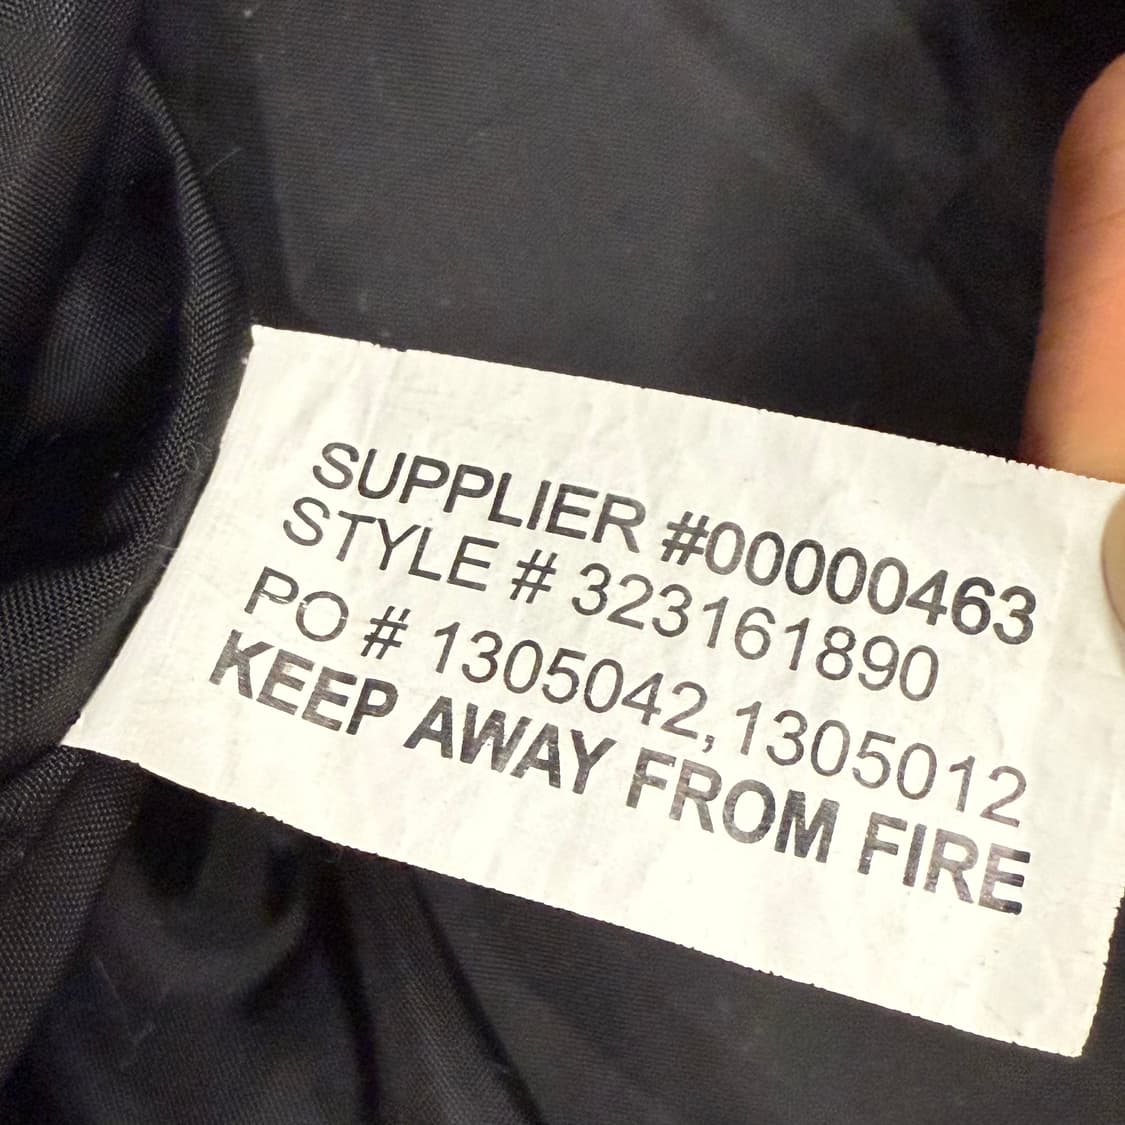 SUPPLIER #00000463
STYLE # 323161890
PO # 1305042,1305012
KEEP AWAY FROM FIRE